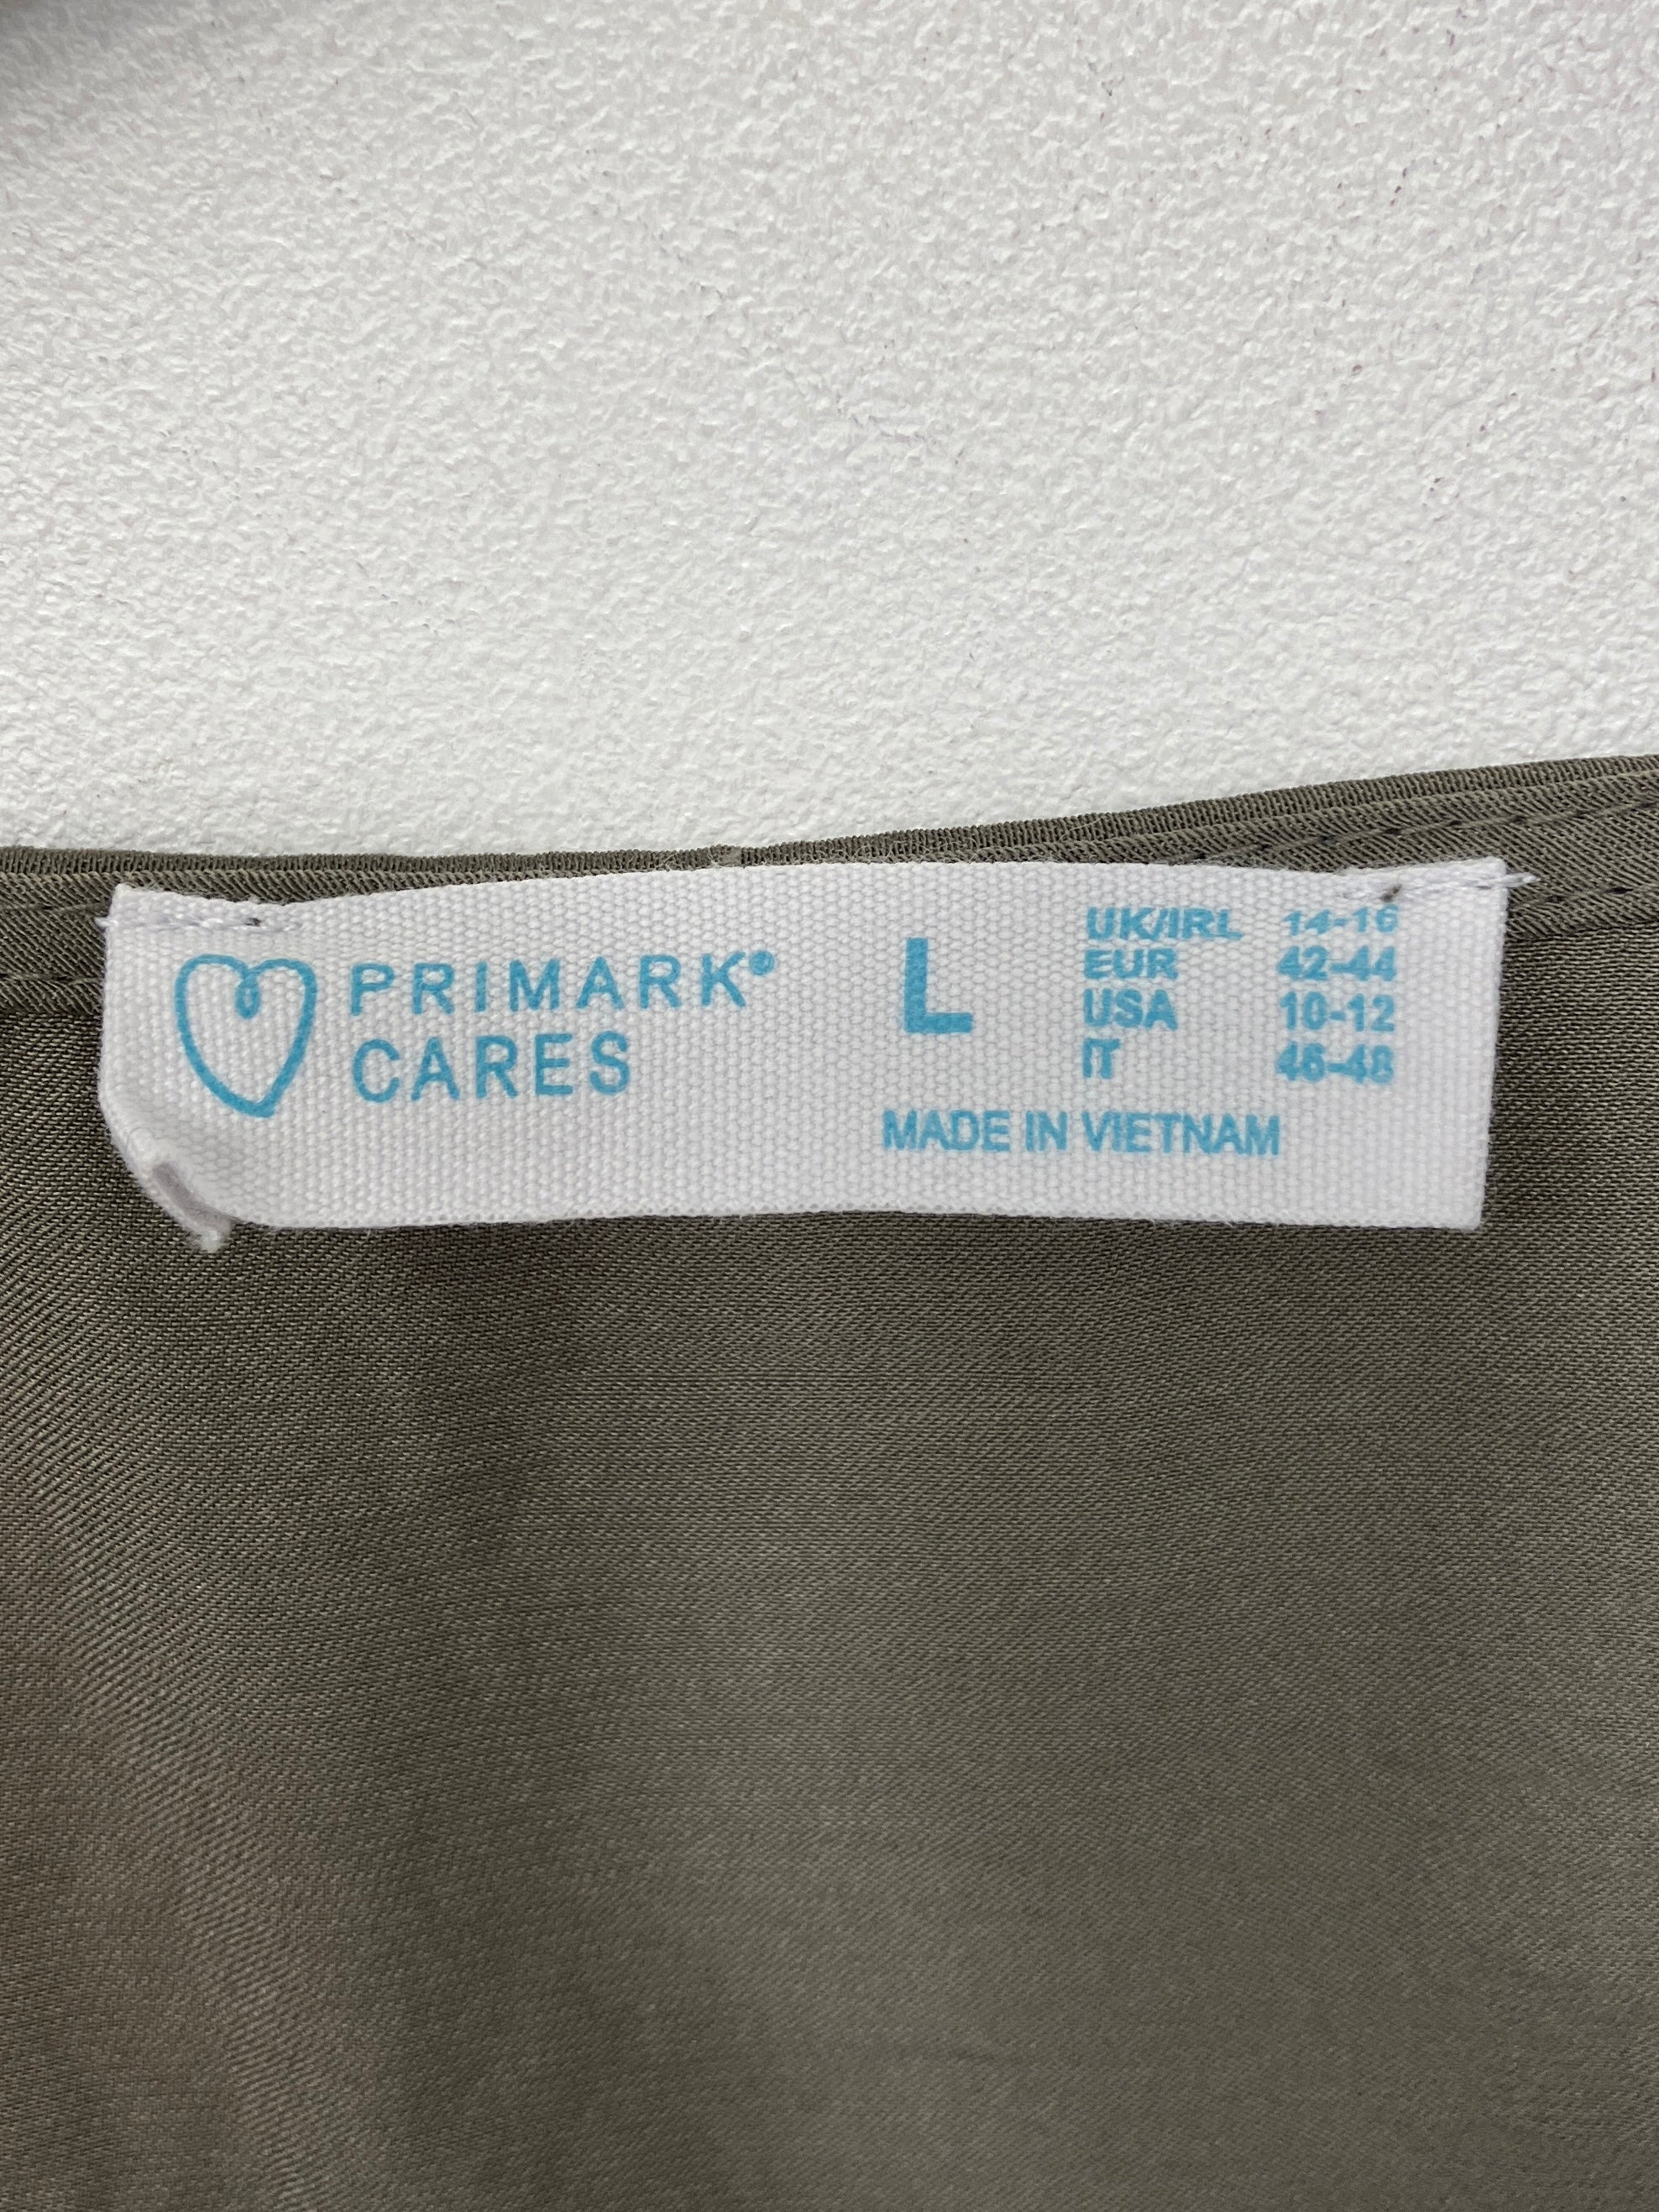 PRIMARK®
CARES
L
UK/IRL 14-16
EUR 42-44
USA 10-12
IT 46-48
MADE IN VIETNAM